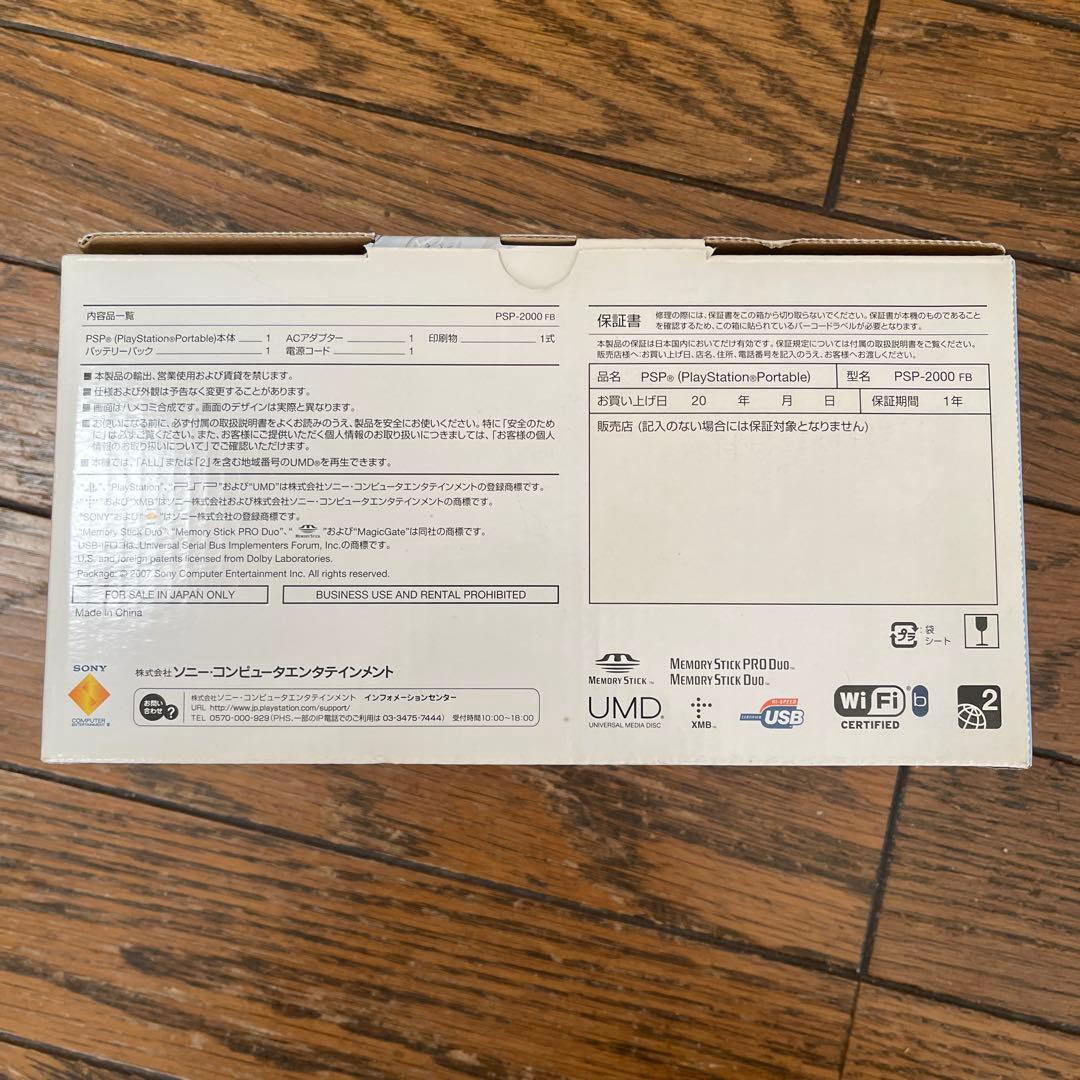 内容品一覧 PSP-2000 FB
PSP® (PlayStation®Portable)本体 1 ACアダプター 1 印刷物 1式
バッテリーパック 1 電源コード 1
■本製品の輸出、営業使用および賃貸を禁じます。
■仕様および外観は予告なく変更することがあります。
■画面はハメコミ合成です。画面のデザインは実際と異なります。
■お使いになる前に、必ず付属の取扱説明書をよくお読みのうえ、製品を安全にお使いください。特に「安全のため
に」は必ずご覧ください。また、お客様にご提供いただく個人情報のお取り扱いにつきましては、「お客様の個人
情報のお取り扱いについて」でご確認いただけます。
■本機では、「ALL」または「2」を含む地域番号のUMD®を再生できます。
“ ”、“PlayStation”、“PSP”および“UMD”は株式会社ソニー・コンピュータエンタテインメントの登録商標です。
“ ”および“XMB”はソニー株式会社および株式会社ソニー・コンピュータエンタテインメントの商標です。
“SONY”および“ ”はソニー株式会社の登録商標です。
“Memory Stick Duo”、“Memory Stick PRO Duo”、“ MEMORY STICK ”および“MagicGate”は同社の商標です。
USB-IFロゴは、Universal Serial Bus Implementers Forum, Inc.の商標です。
U.S. and foreign patents licensed from Dolby Laboratories.
Package: © 2007 Sony Computer Entertainment Inc. All rights reserved.
FOR SALE IN JAPAN ONLY BUSINESS USE AND RENTAL PROHIBITED
Made in China
SONY
COMPUTER
ENTERTAINMENT ®
株式会社 ソニー・コンピュータエンタテインメント
お問い合わせ ?
株式会社ソニー・コンピュータエンタテインメント インフォメーションセンター
URL http://www.jp.playstation.com/support/
TEL 0570-000-929 (PHS、一部のIP電話でのご利用は 03-3475-7444) 受付時間10:00~18:00
保証書 修理の際には、保証書をこの箱から切り取らないでください。保証書が本機のものであること
を確認するため、この箱に貼られているバーコードラベルが必要となります。
本製品の保証は日本国内においてだけ有効です。保証規定については付属の取扱説明書をご覧ください。
販売店様へ:お買い上げ日、店名、住所、電話番号を記入のうえ、お客様へお渡しください。
品名 PSP® (PlayStation®Portable) 型名 PSP-2000 FB
お買い上げ日 20 年 月 日 保証期間 1年
販売店 (記入のない場合には保証対象となりません)
プラ :袋
シート
MEMORY STICK™
MEMORY STICK PRO DUO™
MEMORY STICK DUO™
UMD®
UNIVERSAL MEDIA DISC
XMB™
HI-SPEED
CERTIFIED USB
Wi Fi ® b
CERTIFIED
2